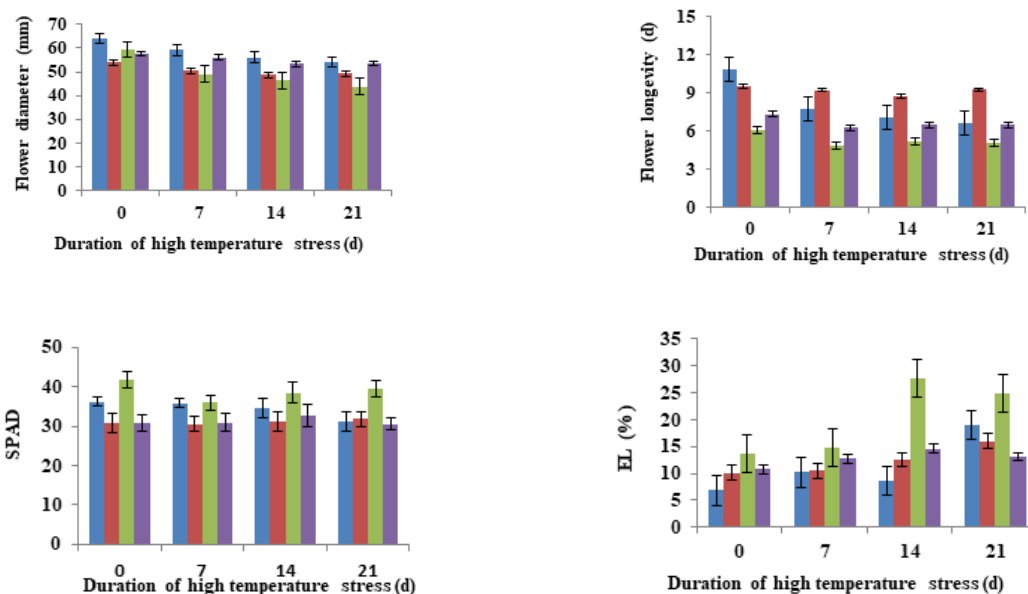 Flower diameter (mm)
70
60
50
40
30
20
10
0
0 7 14 21
Duration of high temperature stress (d)
Flower longevity (d)
15
12
9
6
3
0
0 7 14 21
Duration of high temperature stress (d)
SPAD
50
40
30
20
10
0
0 7 14 21
Duration of high temperature stress (d)
EL (%)
35
30
25
20
15
10
5
0
0 7 14 21
Duration of high temperature stress (d)